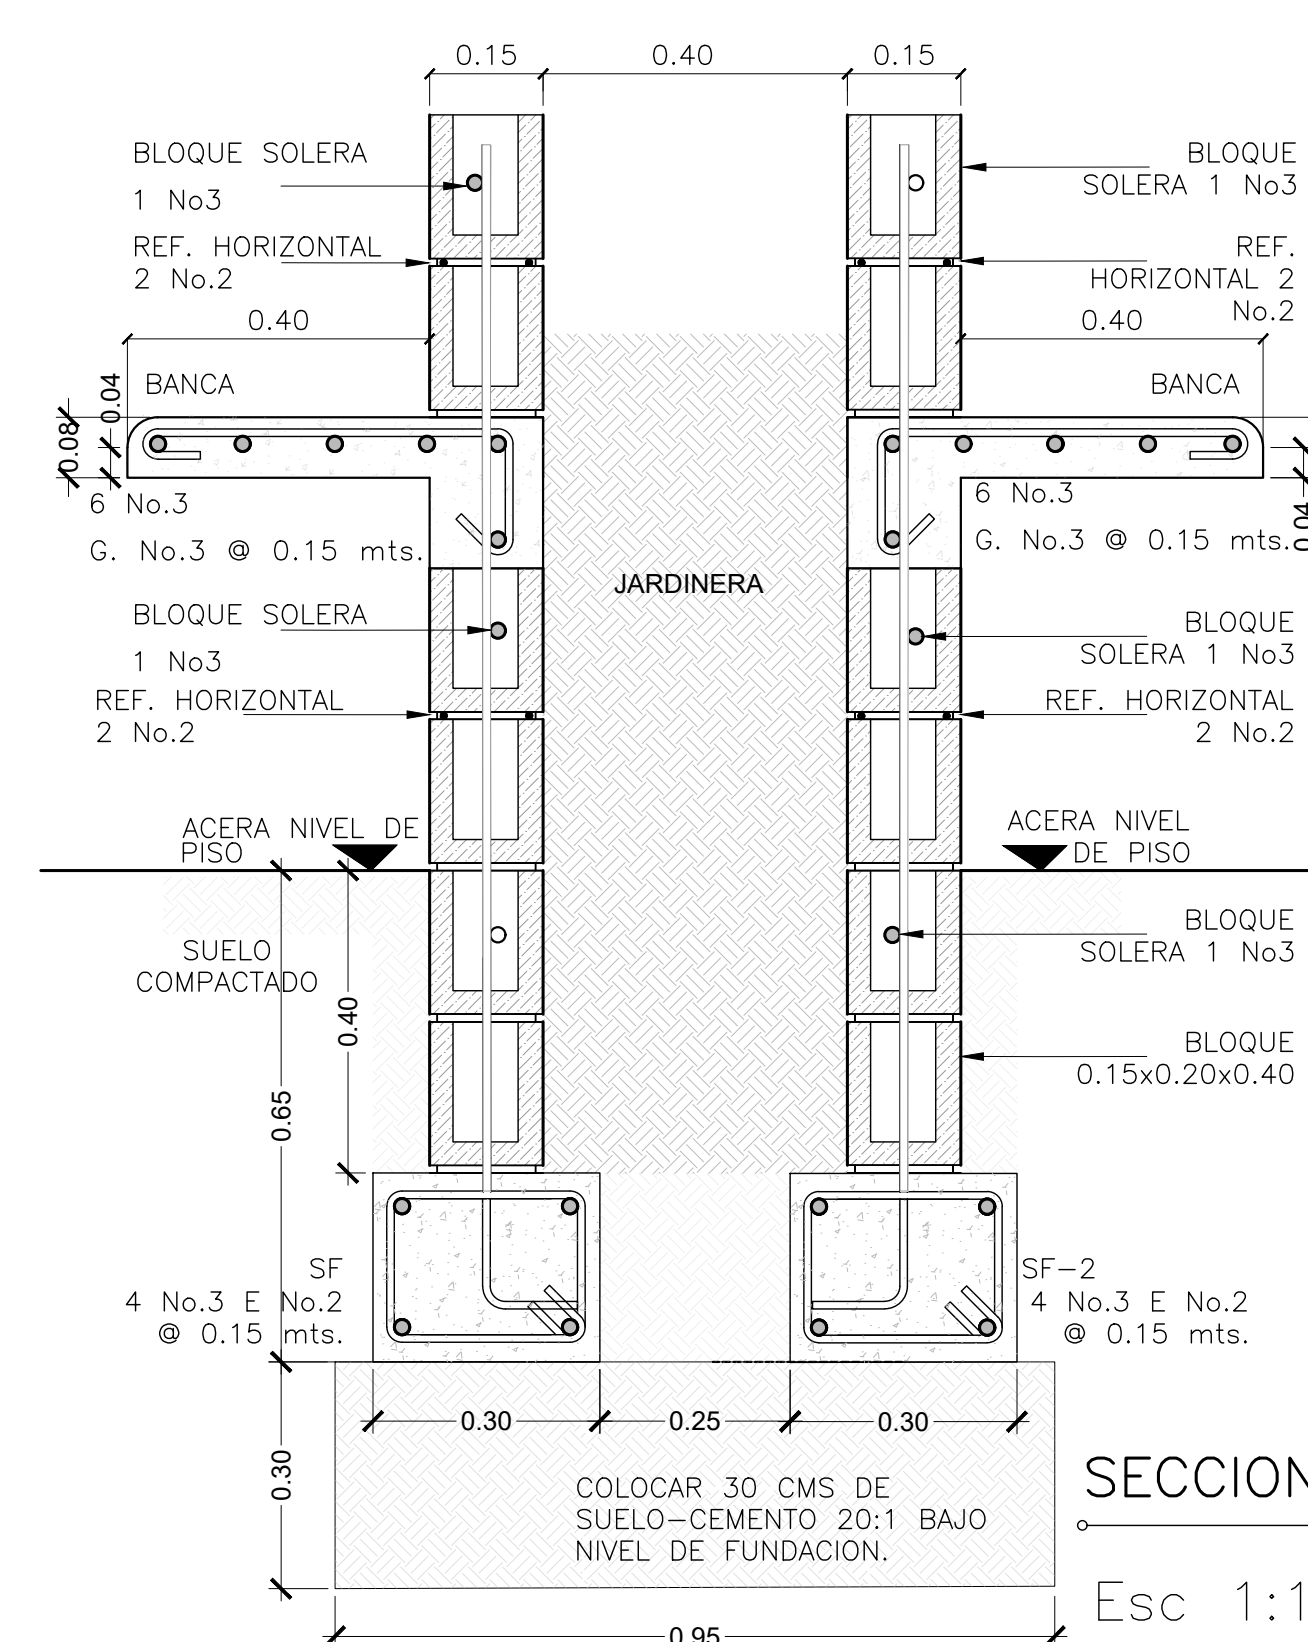 0.15
0.40
0.15
BLOQUE SOLERA
1 No3
REF. HORIZONTAL
2 No.2
0.40
BANCA
0.04
0.08
6 No.3
G. No.3 @ 0.15 mts.
BLOQUE SOLERA
1 No3
REF. HORIZONTAL
2 No.2
ACERA NIVEL DE
PISO
SUELO
COMPACTADO
0.40
0.65
SF
4 No.3 E No.2
@ 0.15 mts.
0.30
JARDINERA
BLOQUE
SOLERA 1 No3
REF.
HORIZONTAL 2
No.2
0.40
BANCA
6 No.3
G. No.3 @ 0.15 mts.
0.04
BLOQUE
SOLERA 1 No3
REF. HORIZONTAL
2 No.2
ACERA NIVEL
DE PISO
BLOQUE
SOLERA 1 No3
BLOQUE
0.15x0.20x0.40
SF-2
4 No.3 E No.2
@ 0.15 mts.
0.30
0.25
0.30
COLOCAR 30 CMS DE
SUELO-CEMENTO 20:1 BAJO
NIVEL DE FUNDACION.
0.95
SECCION
Esc 1:1